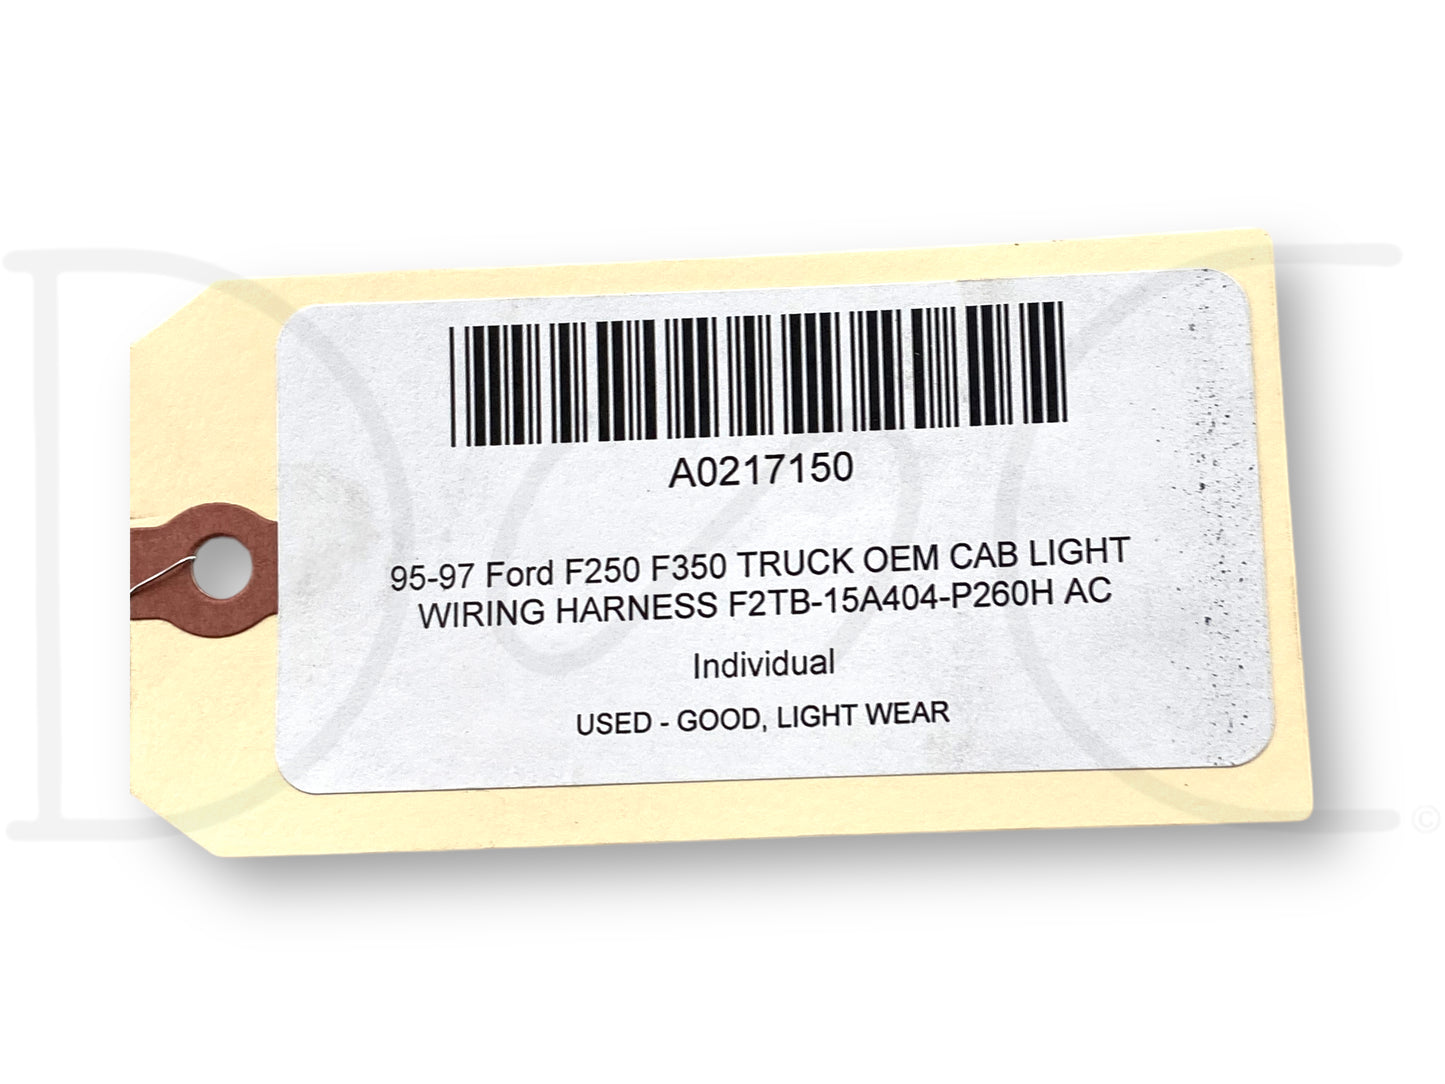 A0217150
95-97 Ford F250 F350 TRUCK OEM CAB LIGHT
WIRING HARNESS F2TB-15A404-P260H AC
Individual
USED - GOOD, LIGHT WEAR
©